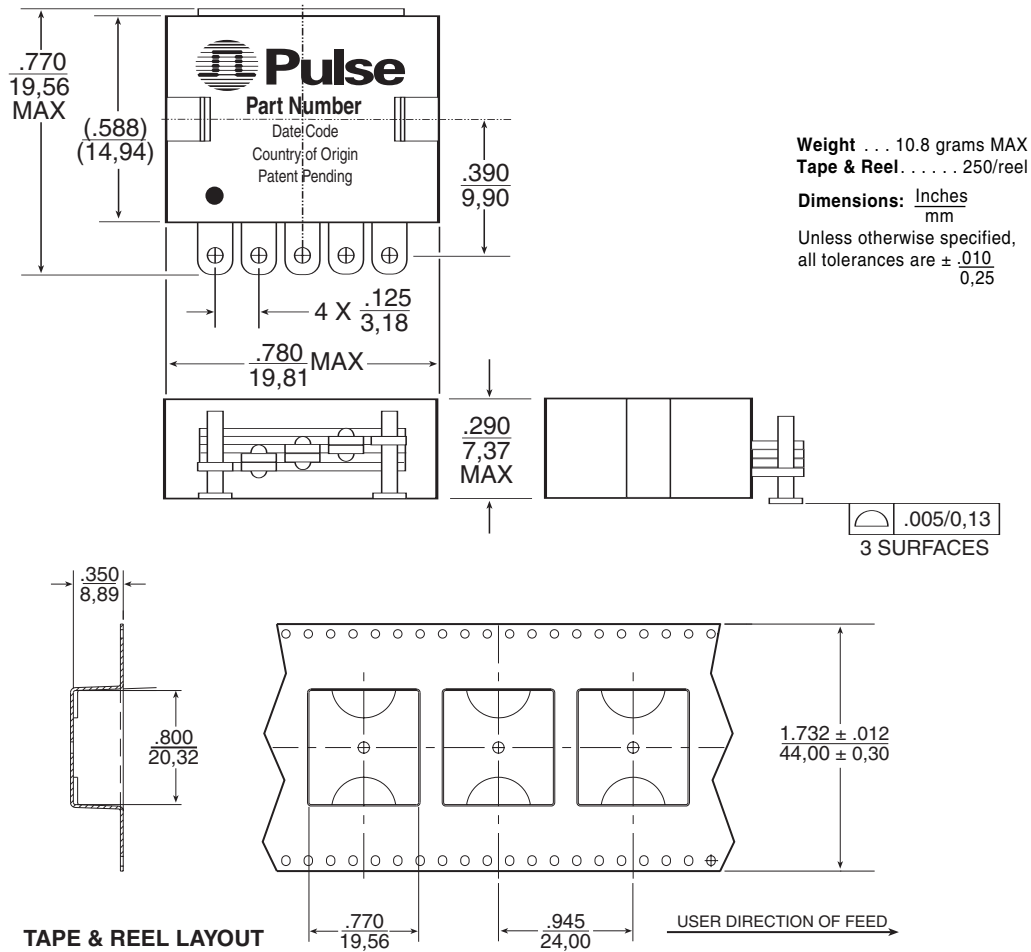 .770
19,56
MAX
(.588)
(14,94)
Pulse
Part Number
Date Code
Country of Origin
Patent Pending
.390
9,90
4 X .125
3,18
.780 MAX
19,81
Weight . . . 10.8 grams MAX
Tape & Reel . . . . . . 250/reel
Dimensions: Inches
mm
Unless otherwise specified,
all tolerances are ± .010
0,25
.290
7,37
MAX
.005/0,13
3 SURFACES
.350
8,89
.800
20,32
1.732 ± .012
44,00 ± 0,30
.770
19,56
.945
24,00
USER DIRECTION OF FEED
TAPE & REEL LAYOUT